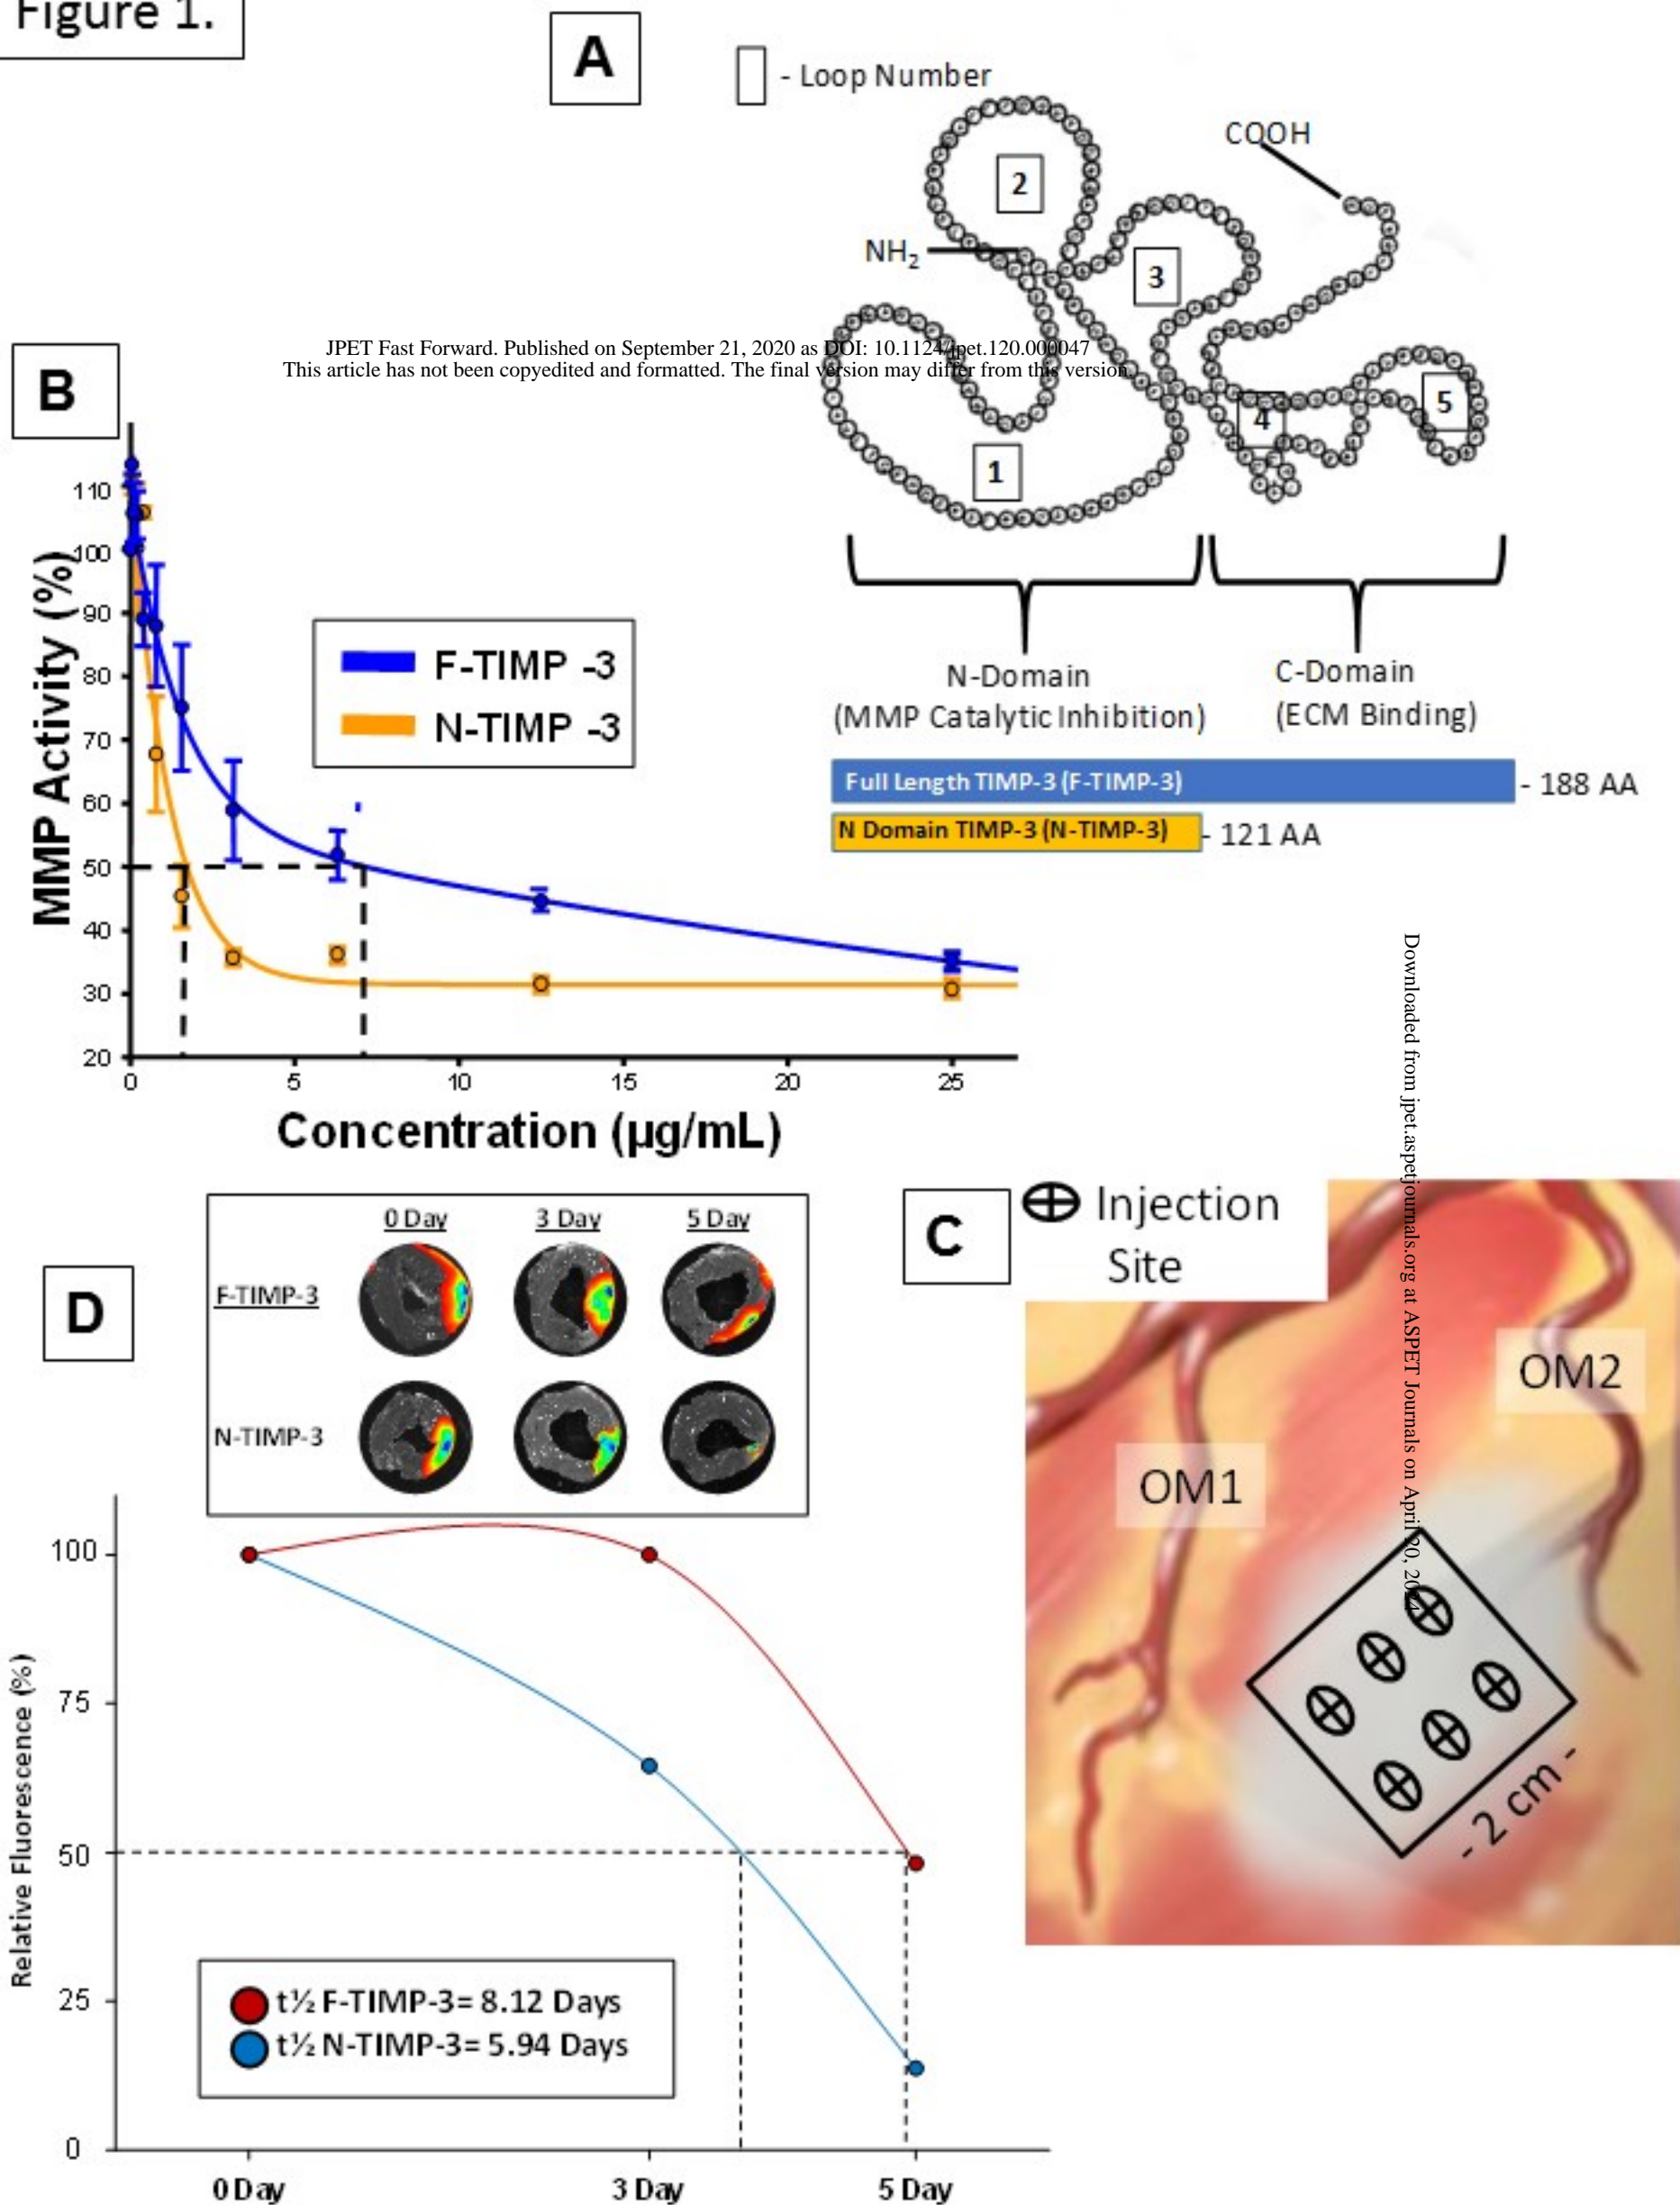 Figure 1.
A
- Loop Number
COOH
2
NH2
3
JPET Fast Forward. Published on September 21, 2020 as DOI: 10.1124/jpet.120.000047
This article has not been copyedited and formatted. The final version may differ from this version.
4
5
1
N-Domain
(MMP Catalytic Inhibition)
C-Domain
(ECM Binding)
Full Length TIMP-3 (F-TIMP-3)
- 188 AA
N Domain TIMP-3 (N-TIMP-3)
- 121 AA
B
MMP Activity (%)
110
100
90
80
70
60
50
40
30
20
F-TIMP -3
N-TIMP -3
0 5 10 15 20 25
Concentration (µg/mL)
Downloaded from jpet.aspetjournals.org at ASPET Journals on April 20,
C
Injection
Site
OM1
OM2
- 2 cm -
D
0 Day 3 Day 5 Day
F-TIMP-3
N-TIMP-3
Relative Fluorescence (%)
100
75
50
25
0
t½ F-TIMP-3= 8.12 Days
t½ N-TIMP-3= 5.94 Days
0 Day 3 Day 5 Day